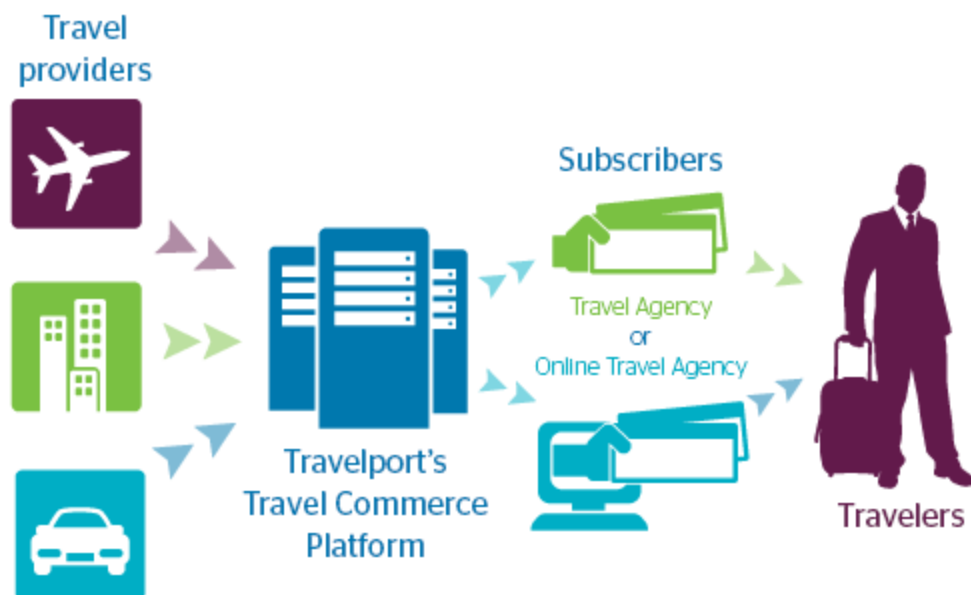 Travel
providers
Subscribers
Travel Agency
or
Online Travel Agency
Travelport's
Travel Commerce
Platform
Travelers